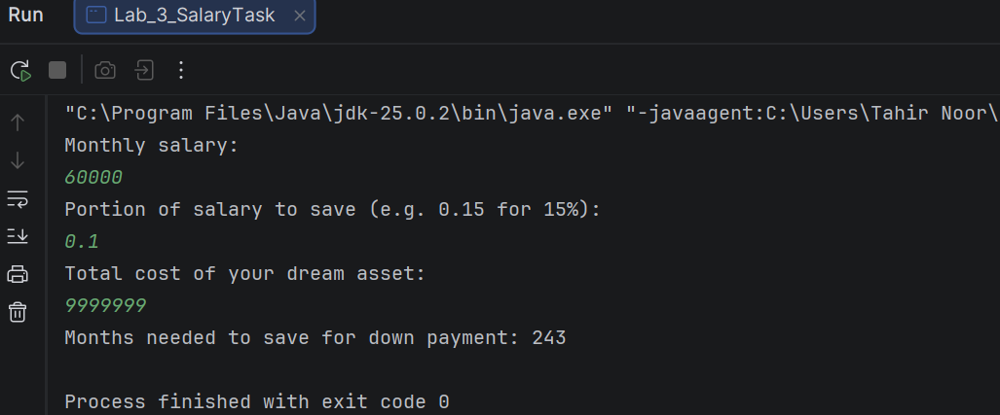 Run Lab_3_SalaryTask
"C:\Program Files\Java\jdk-25.0.2\bin\java.exe" "-javaagent:C:\Users\Tahir Noor\
Monthly salary:
60000
Portion of salary to save (e.g. 0.15 for 15%):
0.1
Total cost of your dream asset:
9999999
Months needed to save for down payment: 243
Process finished with exit code 0